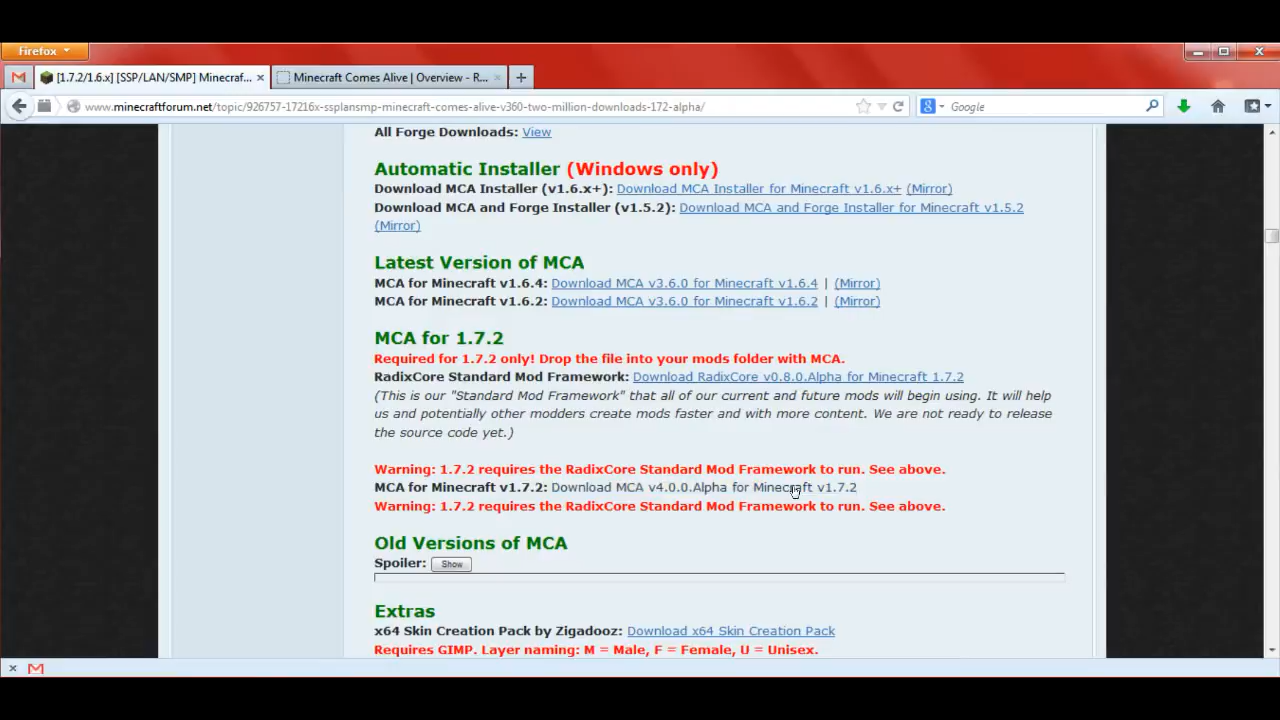 Firefox
[1.7.2/1.6.x] [SSP/LAN/SMP] Minecraf...
Minecraft Comes Alive | Overview - R...
www.minecraftforum.net/topic/926757-17216x-ssplansmp-minecraft-comes-alive-v360-two-million-downloads-172-alpha/
Google
All Forge Downloads: View
Automatic Installer (Windows only)
Download MCA Installer (v1.6.x+): Download MCA Installer for Minecraft v1.6.x+ (Mirror)
Download MCA and Forge Installer (v1.5.2): Download MCA and Forge Installer for Minecraft v1.5.2
(Mirror)
Latest Version of MCA
MCA for Minecraft v1.6.4: Download MCA v3.6.0 for Minecraft v1.6.4 | (Mirror)
MCA for Minecraft v1.6.2: Download MCA v3.6.0 for Minecraft v1.6.2 | (Mirror)
MCA for 1.7.2
Required for 1.7.2 only! Drop the file into your mods folder with MCA.
RadixCore Standard Mod Framework: Download RadixCore v0.8.0.Alpha for Minecraft 1.7.2
(This is our "Standard Mod Framework" that all of our current and future mods will begin using. It will help
us and potentially other modders create mods faster and with more content. We are not ready to release
the source code yet.)
Warning: 1.7.2 requires the RadixCore Standard Mod Framework to run. See above.
MCA for Minecraft v1.7.2: Download MCA v4.0.0.Alpha for Minecraft v1.7.2
Warning: 1.7.2 requires the RadixCore Standard Mod Framework to run. See above.
Old Versions of MCA
Spoiler: Show
Extras
x64 Skin Creation Pack by Zigadooz: Download x64 Skin Creation Pack
Requires GIMP. Layer naming: M = Male, F = Female, U = Unisex.